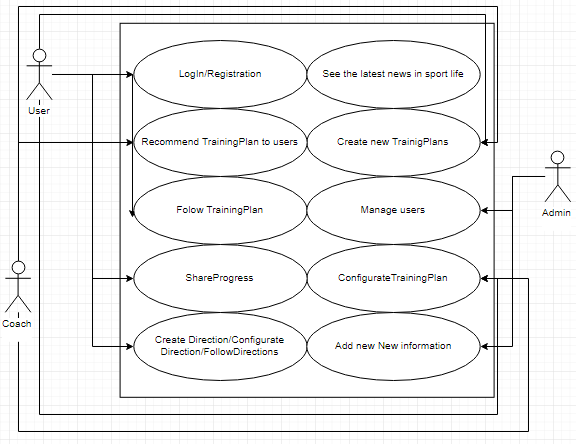 LogIn/Registration
See the latest news in sport life
User
Recommend TrainingPlan to users
Create new TrainigPlans
Folow TrainingPlan
Manage users
Admin
ShareProgress
ConfigurateTrainingPlan
Coach
Create Direction/Configurate
Direction/FollowDirections
Add new New information